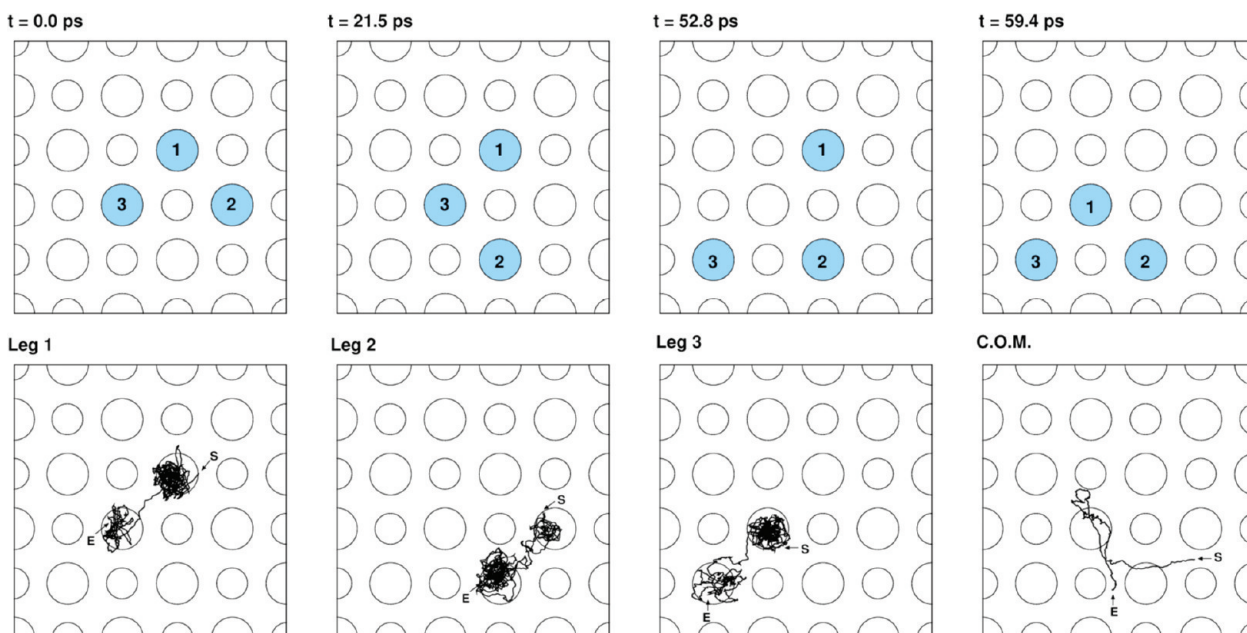 t = 0.0 ps
t = 21.5 ps
t = 52.8 ps
t = 59.4 ps
1
3
2
1
3
2
1
3
2
1
3
2
Leg 1
Leg 2
Leg 3
C.O.M.
S
E
S
E
S
E
S
E